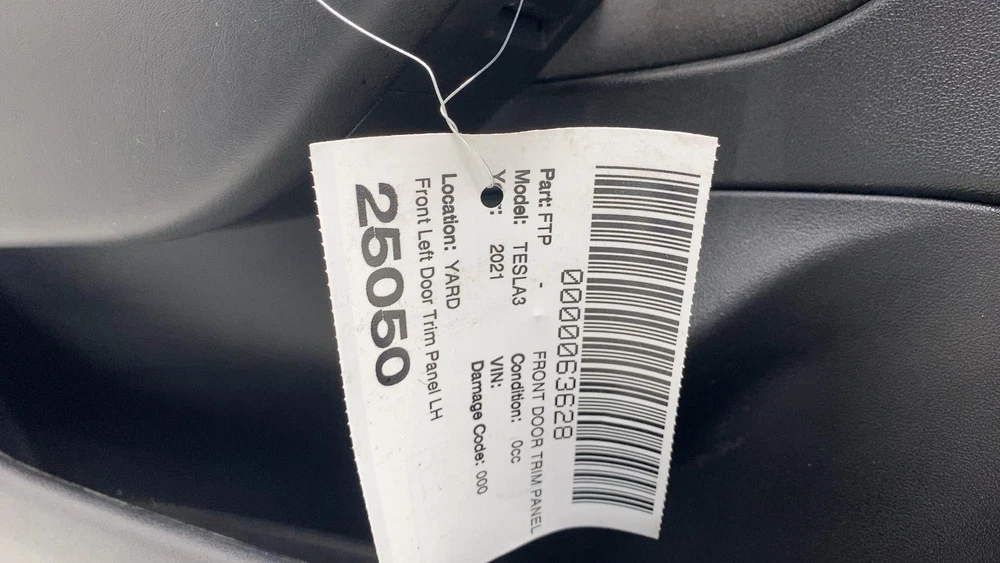 0000063628
Part: FTP - FRONT DOOR TRIM PANEL
Model: TESLA3 Condition: 0cc
2021 VIN:
Damage Code: 000
Location: YARD
Front Left Door Trim Panel LH
25050